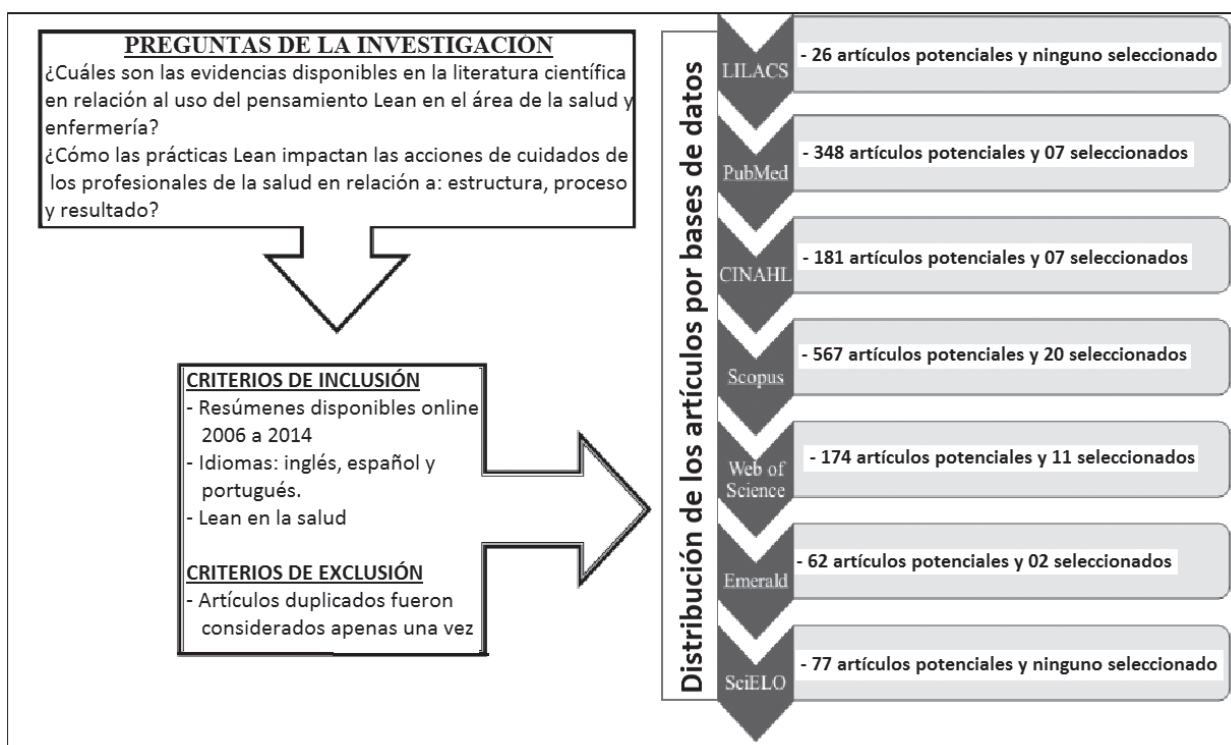 PREGUNTAS DE LA INVESTIGACIÓN
¿Cuáles son las evidencias disponibles en la literatura científica
en relación al uso del pensamiento Lean en el área de la salud y
enfermería?
¿Cómo las prácticas Lean impactan las acciones de cuidados de
los profesionales de la salud en relación a: estructura, proceso
y resultado?
CRITERIOS DE INCLUSIÓN
- Resúmenes disponibles online
2006 a 2014
- Idiomas: inglés, español y
portugués.
- Lean en la salud
CRITERIOS DE EXCLUSIÓN
- Artículos duplicados fueron
considerados apenas una vez
Distribución de los artículos por bases de datos
LILACS
- 26 artículos potenciales y ninguno seleccionado
PubMed
- 348 artículos potenciales y 07 seleccionados
CINAHL
- 181 artículos potenciales y 07 seleccionados
Scopus
- 567 artículos potenciales y 20 seleccionados
Web of
Science
- 174 artículos potenciales y 11 seleccionados
Emerald
- 62 artículos potenciales y 02 seleccionados
SciELO
- 77 artículos potenciales y ninguno seleccionado